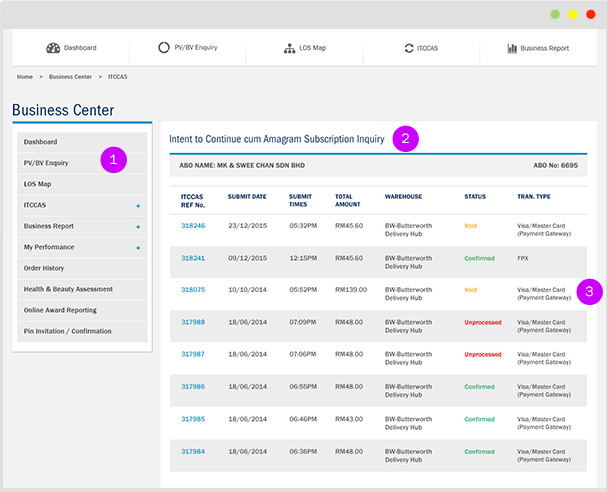 Dashboard
PV/BV Enquiry
LOS Map
ITCCAS
Business Report
Home > Business Center > ITCCAS
Business Center
Dashboard
PV/BV Enquiry
LOS Map
ITCCAS +
Business Report +
My Performance +
Order History
Health & Beauty Assessment
Online Award Reporting
Pin Invitation / Confirmation
1
Intent to Continue cum Amagram Subscription Inquiry
2
ABO NAME: MK & SWEE CHAN SDN BHD ABO No: 6695
ITCCAS SUBMIT DATE SUBMIT TOTAL WAREHOUSE STATUS TRAN. TYPE
REF No. TIMES AMOUNT
318246 23/12/2015 05:32PM RM45.60 BW-Butterworth Void Visa/Master Card
Delivery Hub (Payment Gateway)
318241 09/12/2015 12:15PM RM45.60 BW-Butterworth Confirmed FPX
Delivery Hub
318075 10/10/2014 05:52PM RM139.00 BW-Butterworth Void Visa/Master Card
Delivery Hub (Payment Gateway)
3
317988 18/06/2014 07:09PM RM48.00 BW-Butterworth Unprocessed Visa/Master Card
Delivery Hub (Payment Gateway)
317987 18/06/2014 07:06PM RM48.00 BW-Butterworth Unprocessed Visa/Master Card
Delivery Hub (Payment Gateway)
317986 18/06/2014 06:55PM RM48.00 BW-Butterworth Confirmed Visa/Master Card
Delivery Hub (Payment Gateway)
317985 18/06/2014 06:46PM RM43.00 BW-Butterworth Confirmed Visa/Master Card
Delivery Hub (Payment Gateway)
317984 18/06/2014 06:36PM RM48.00 BW-Butterworth Confirmed Visa/Master Card
Delivery Hub (Payment Gateway)